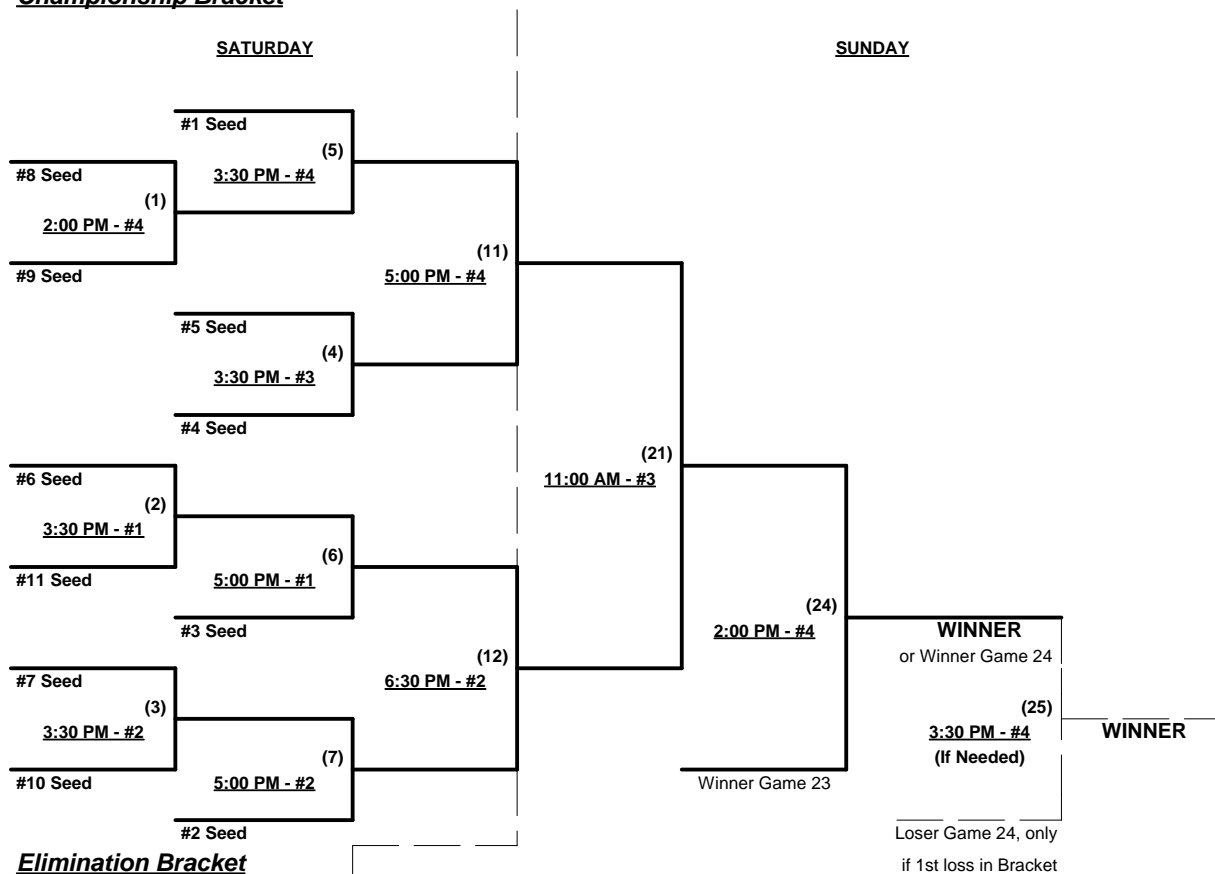 Championship Bracket
SATURDAY
SUNDAY
#1 Seed
(5)
#8 Seed
3:30 PM - #4
(1)
2:00 PM - #4
(11)
#9 Seed
5:00 PM - #4
#5 Seed
(4)
3:30 PM - #3
#4 Seed
(21)
#6 Seed
11:00 AM - #3
(2)
3:30 PM - #1
(6)
#11 Seed
5:00 PM - #1
(24)
#3 Seed
2:00 PM - #4
WINNER
(12)
or Winner Game 24
#7 Seed
6:30 PM - #2
(3)
(25)
3:30 PM - #2
3:30 PM - #4
WINNER
(7)
(If Needed)
#10 Seed
5:00 PM - #2
Winner Game 23
#2 Seed
Loser Game 24, only
Elimination Bracket
if 1st loss in Bracket